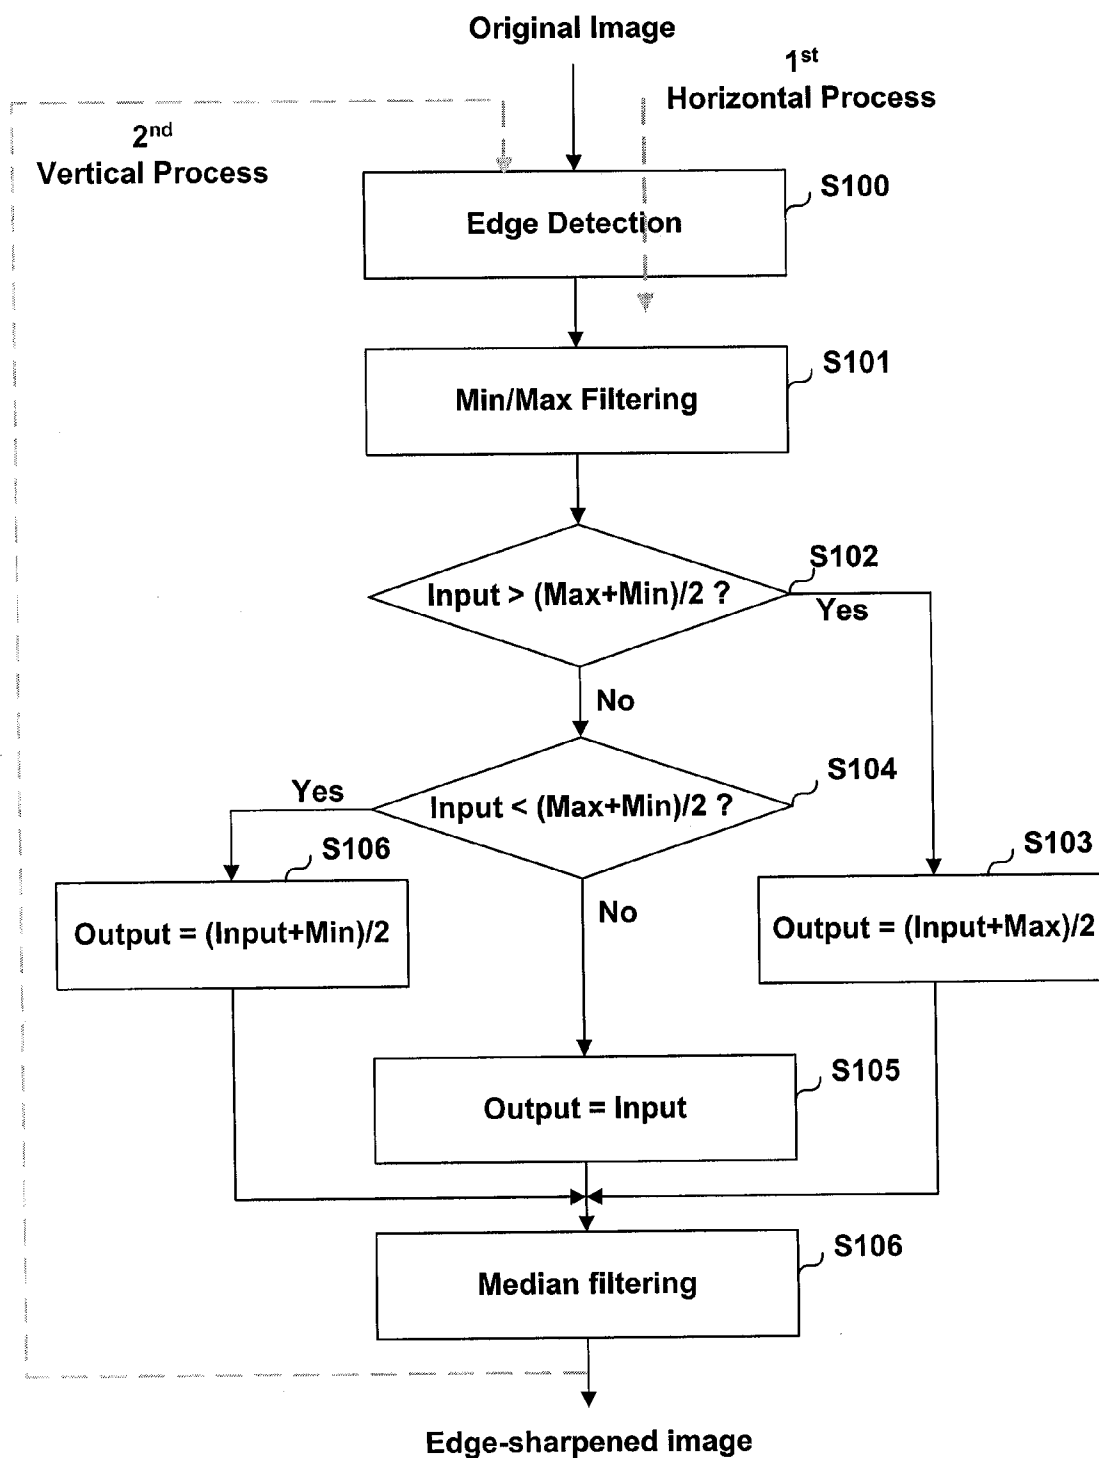 Original Image
1st
Horizontal Process
2nd
Vertical Process
S100
Edge Detection
S101
Min/Max Filtering
S102
Input > (Max+Min)/2 ?
Yes
No
S104
Input < (Max+Min)/2 ?
Yes
S106
S103
No
Output = (Input+Min)/2
Output = (Input+Max)/2
S105
Output = Input
S106
Median filtering
Edge-sharpened image